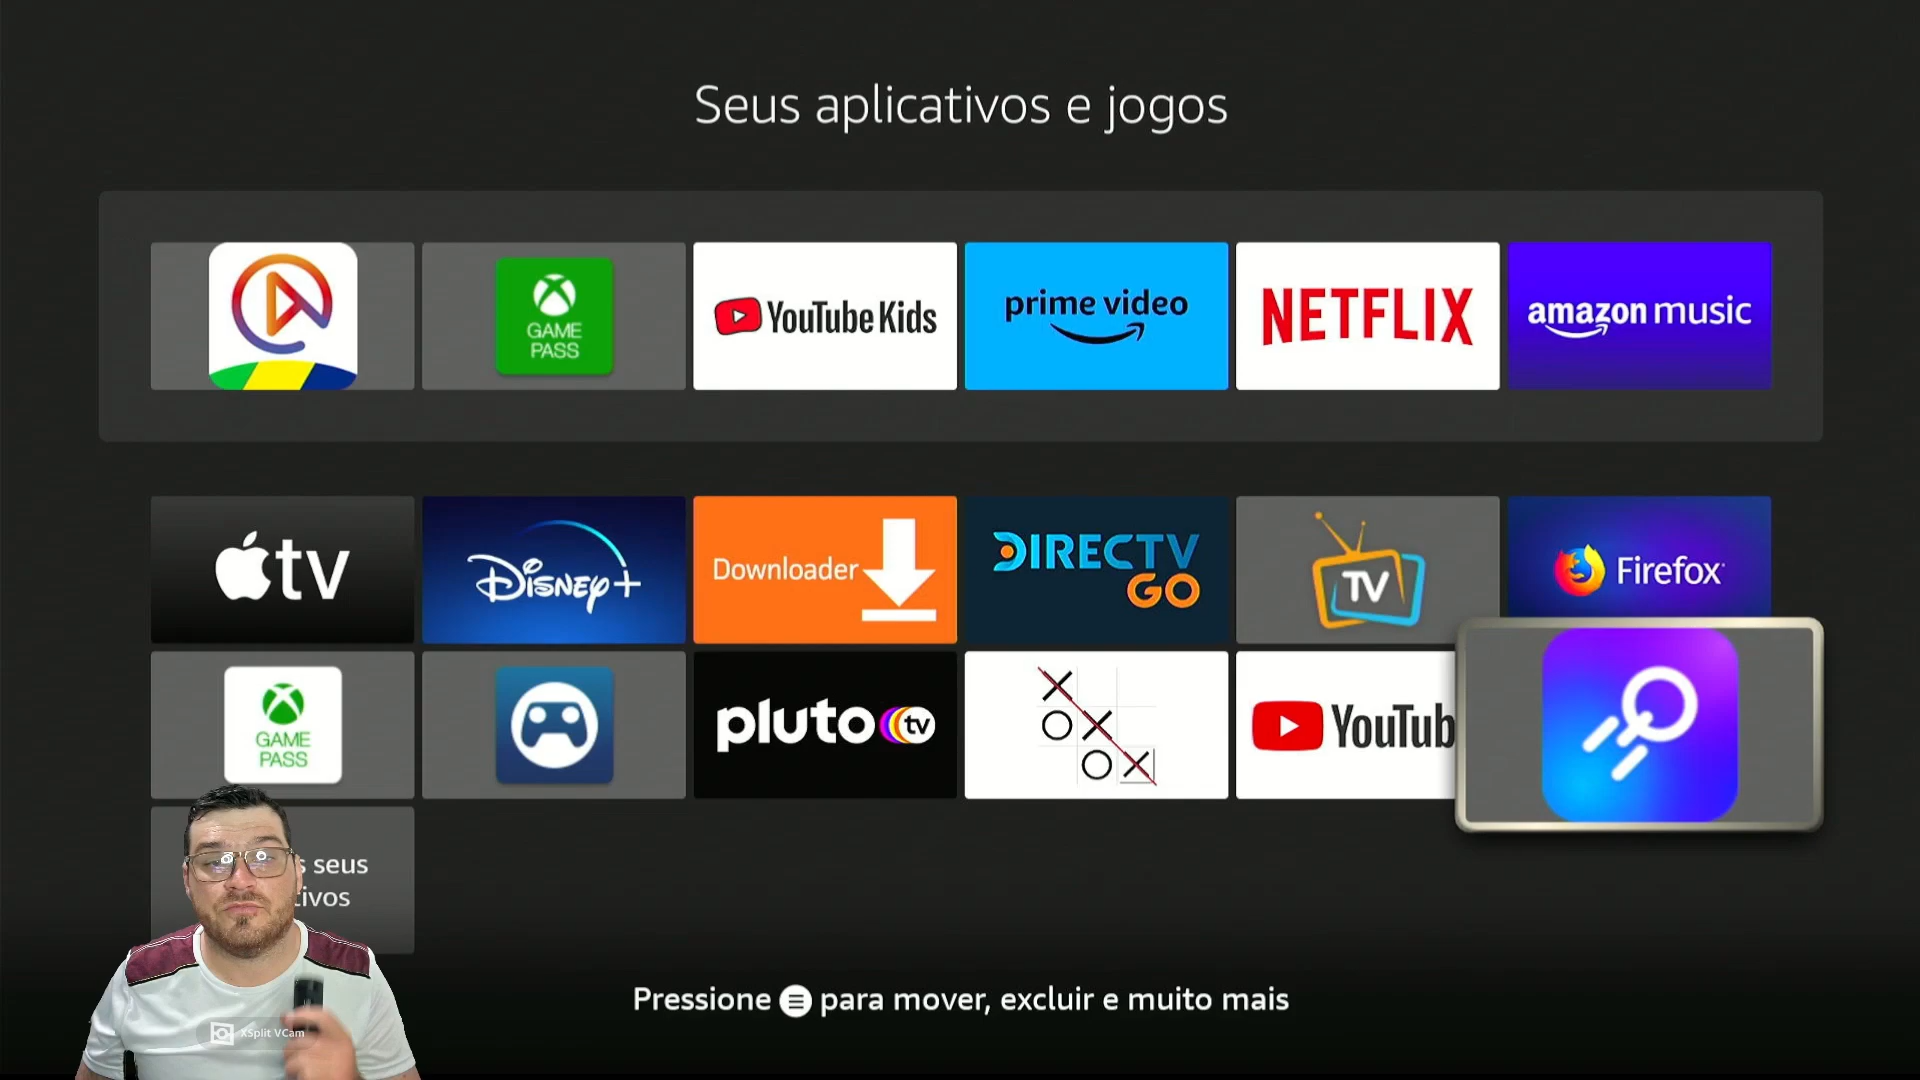 Seus aplicativos e jogos
GAME
PASS
YouTube Kids
prime video
NETFLIX
amazon music
tv
Disney+
Downloader
DIRECTV
GO
TV
Firefox
GAME
PASS
pluto tv
YouTub
s seus
tivos
Pressione para mover, excluir e muito mais
XSplit VCam